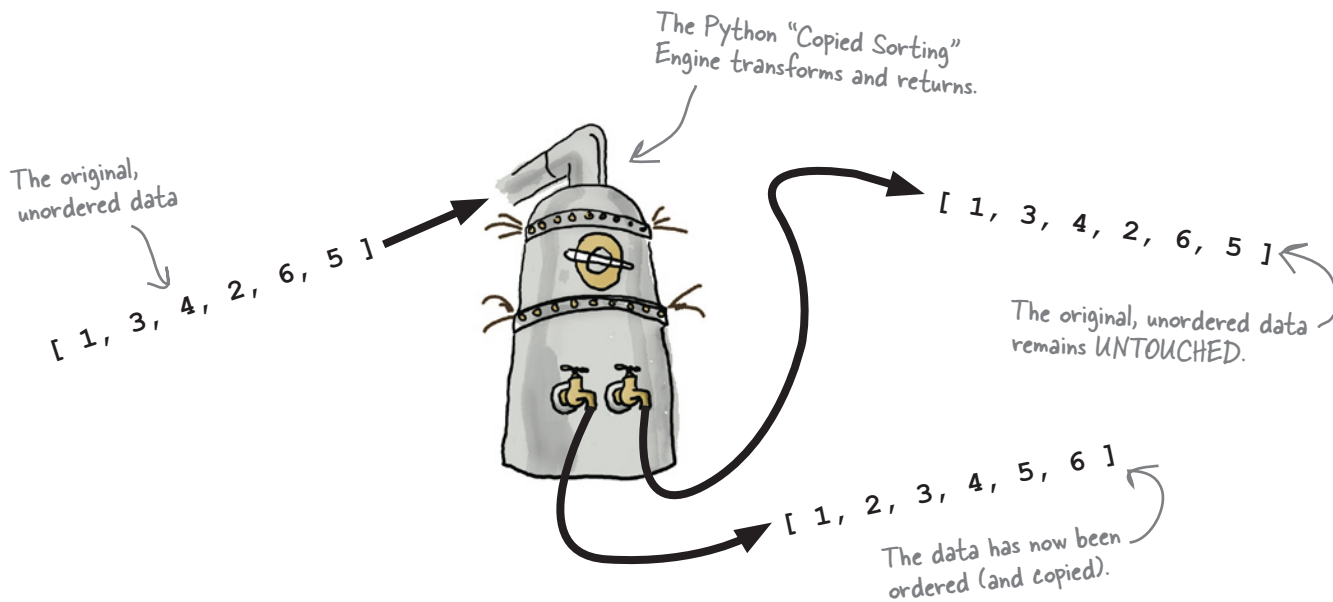 The Python “Copied Sorting”
Engine transforms and returns.
The original,
unordered data
[ 1, 3, 4, 2, 6, 5 ]
[ 1, 3, 4, 2, 6, 5 ]
The original, unordered data
remains UNTOUCHED.
[ 1, 2, 3, 4, 5, 6 ]
The data has now been
ordered (and copied).